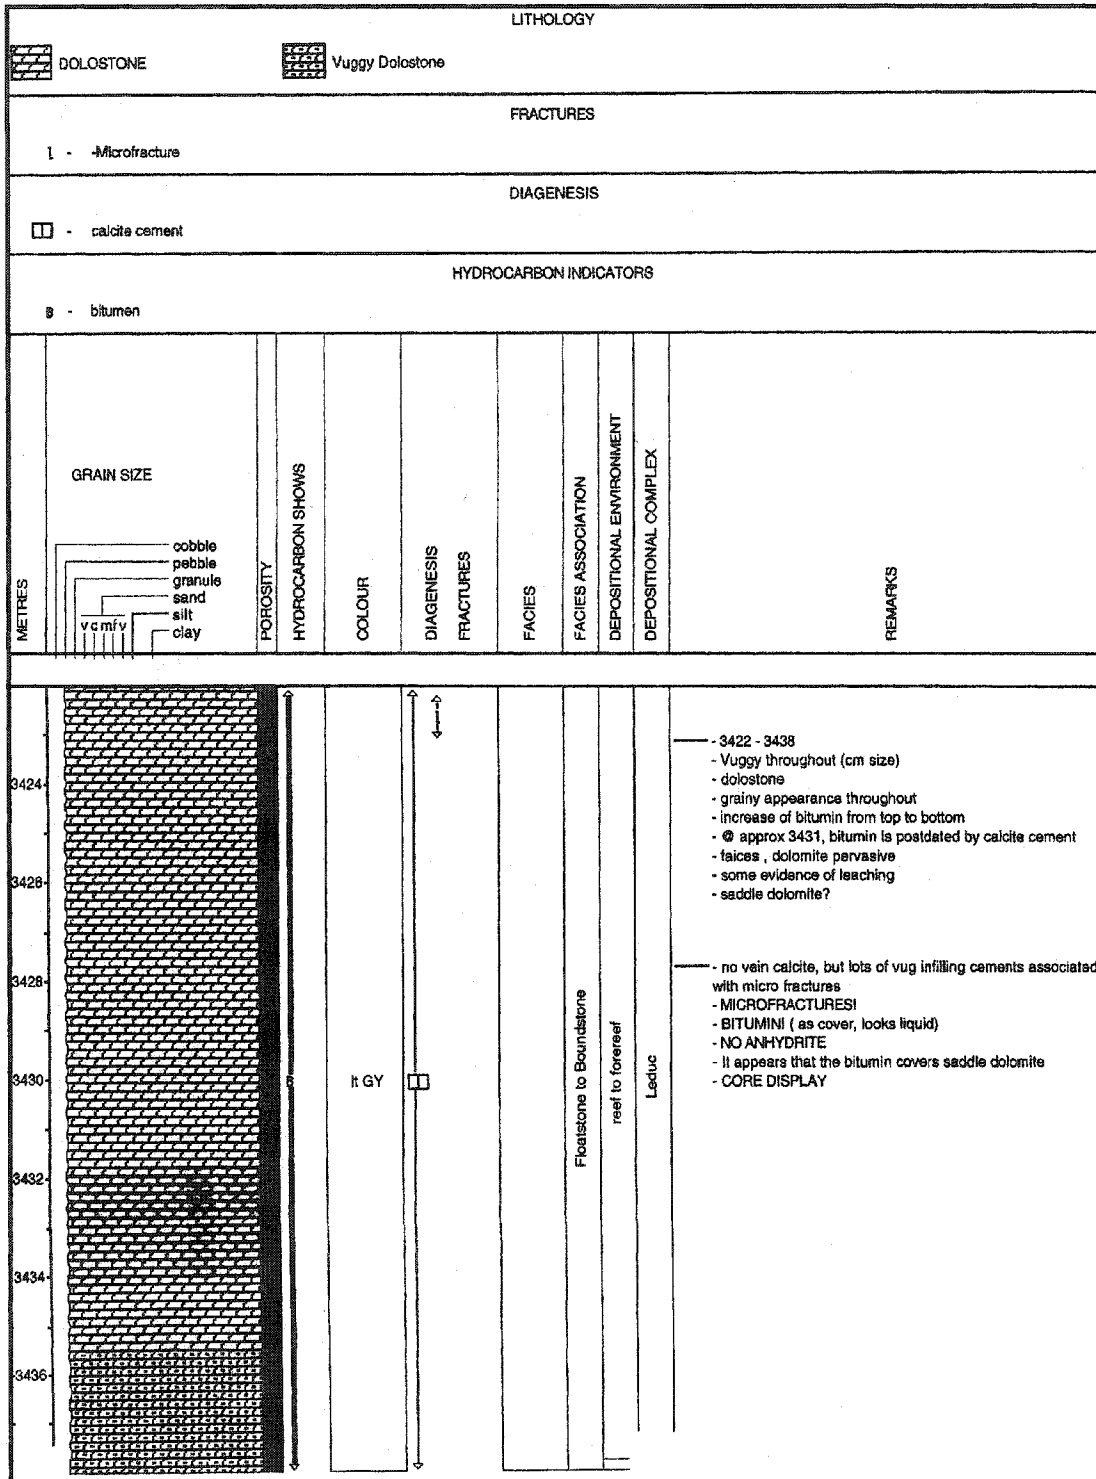 LITHOLOGY
DOLOSTONE
Vuggy Dolostone
FRACTURES
- -Microfracture
DIAGENESIS
- calcite cement
HYDROCARBON INDICATORS
B - bitumen
METRES
GRAIN SIZE
cobble
pebble
granule
sand
silt
v c m f v
clay
POROSITY
HYDROCARBON SHOWS
COLOUR
DIAGENESIS
FRACTURES
FACIES
FACIES ASSOCIATION
DEPOSITIONAL ENVIRONMENT
DEPOSITIONAL COMPLEX
REMARKS
- 3422 - 3438
- Vuggy throughout (cm size)
3424
- dolostone
- grainy appearance throughout
- increase of bitumin from top to bottom
- @ approx 3431, bitumin is postdated by calcite cement
3426
- faices , dolomite pervasive
- some evidence of leaching
- saddle dolomite?
- no vein calcite, but lots of vug infilling cements associated
3428
with micro fractures
- MICROFRACTURES!
- BITUMINI ( as cover, looks liquid)
- NO ANHYDRITE
- It appears that the bitumin covers saddle dolomite
3430
B
lt GY
Floatstone to Boundstone
reef to forereef
Leduc
- CORE DISPLAY
3432
3434
3436